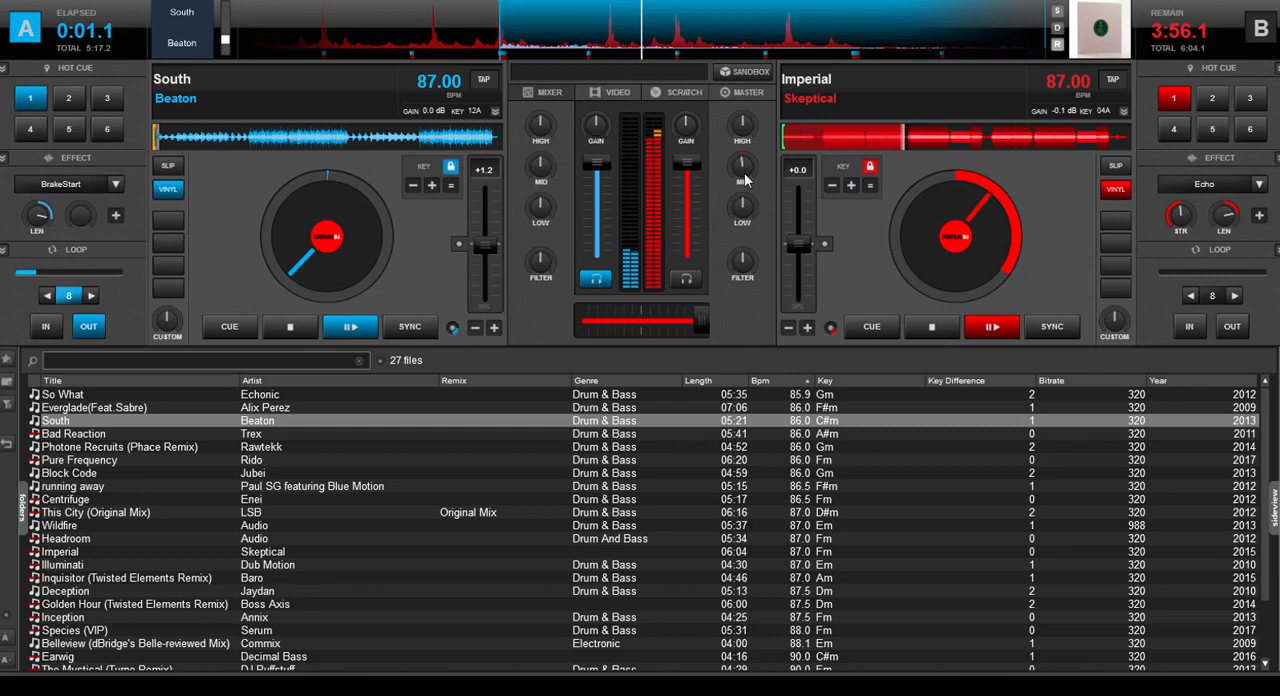 A
ELAPSED
0:01.1
TOTAL 5:17.2
South
Beaton
S
D
R
REMAIN
3:56.1
TOTAL 6:04.1
B
HOT CUE
1 2 3
4 5 6
EFFECT
BrakeStart
LEN
LOOP
8
IN OUT
South
Beaton
87.00
BPM
TAP
GAIN 0.0 dB KEY 12A
SLIP
VINYL
CUSTOM
KEY
+1.2
CUE
SYNC
SANDBOX
MIXER VIDEO SCRATCH MASTER
HIGH GAIN GAIN HIGH
MID
LOW LOW
FILTER FILTER
Imperial
Skeptical
87.00
BPM
TAP
GAIN -0.1 dB KEY 04A
+0.0
KEY
SLIP
VINYL
CUSTOM
CUE
SYNC
HOT CUE
1 2 3
4 5 6
EFFECT
Echo
STR LEN
LOOP
8
IN OUT
27 files
Title Artist Remix Genre Length Bpm Key Key Difference Bitrate Year
So What Echonic Drum & Bass 05:35 85.9 Gm 2 320 2012
Everglade(Feat.Sabre) Alix Perez Drum & Bass 07:06 86.0 F#m 1 320 2009
South Beaton Drum & Bass 05:21 86.0 C#m 1 320 2013
Bad Reaction Trex Drum & Bass 05:41 86.0 A#m 0 320 2011
Photone Recruits (Phace Remix) Rawtekk Drum & Bass 04:52 86.0 Gm 2 320 2014
Pure Frequency Rido Drum & Bass 06:20 86.0 Fm 0 320 2017
Block Code Jubei Drum & Bass 04:59 86.0 Gm 2 320 2013
running away Paul SG featuring Blue Motion Drum & Bass 05:15 86.5 F#m 1 320 2012
Centrifuge Enei Drum & Bass 05:17 86.5 Fm 0 320 2012
This City (Original Mix) LSB Original Mix Drum & Bass 06:16 87.0 D#m 2 320 2012
Wildfire Audio Drum & Bass 05:37 87.0 Em 1 988 2013
Headroom Audio Drum And Bass 05:34 87.0 Fm 0 320 2012
Imperial Skeptical 06:04 87.0 Fm 0 320 2015
Illuminati Dub Motion Drum & Bass 04:30 87.0 Em 1 320 2010
Inquisitor (Twisted Elements Remix) Baro Drum & Bass 04:46 87.0 Am 1 320 2015
Deception Jaydan Drum & Bass 05:13 87.5 Dm 2 320 2010
Golden Hour (Twisted Elements Remix) Boss Axis 06:00 87.5 Dm 2 320 2014
Inception Annix Drum & Bass 04:25 87.5 Fm 0 320 2013
Species (VIP) Serum Drum & Bass 05:31 88.0 Fm 0 320 2017
Belleview (dBridge's Belle-reviewed Mix) Commix Electronic 04:00 88.1 Em 1 320 2009
Earwig Decimal Bass 04:16 90.0 C#m 1 320 2012
folders
sideview